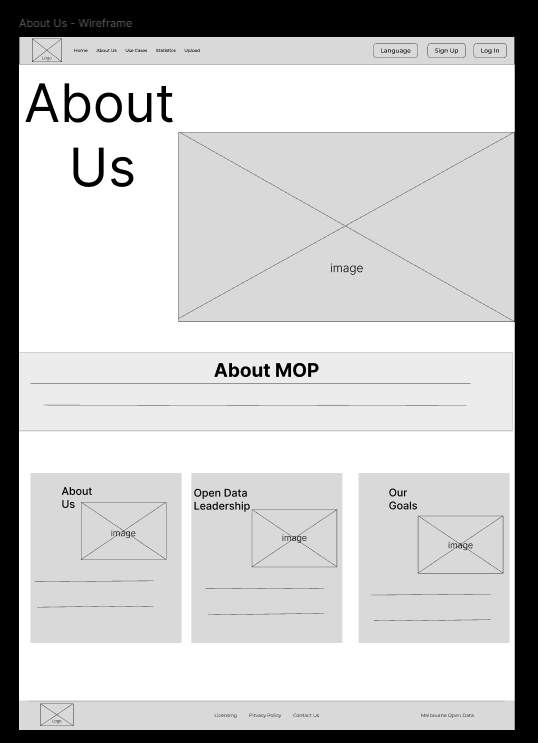 About Us - Wireframe
Logo
Home About Us Use Cases Statistics Upload
Language Sign Up Log In
About
Us
image
About MOP
About
Us
image
Open Data
Leadership
image
Our
Goals
image
Logo
Licensing Privacy Policy Contact Us
Melbourne Open Data